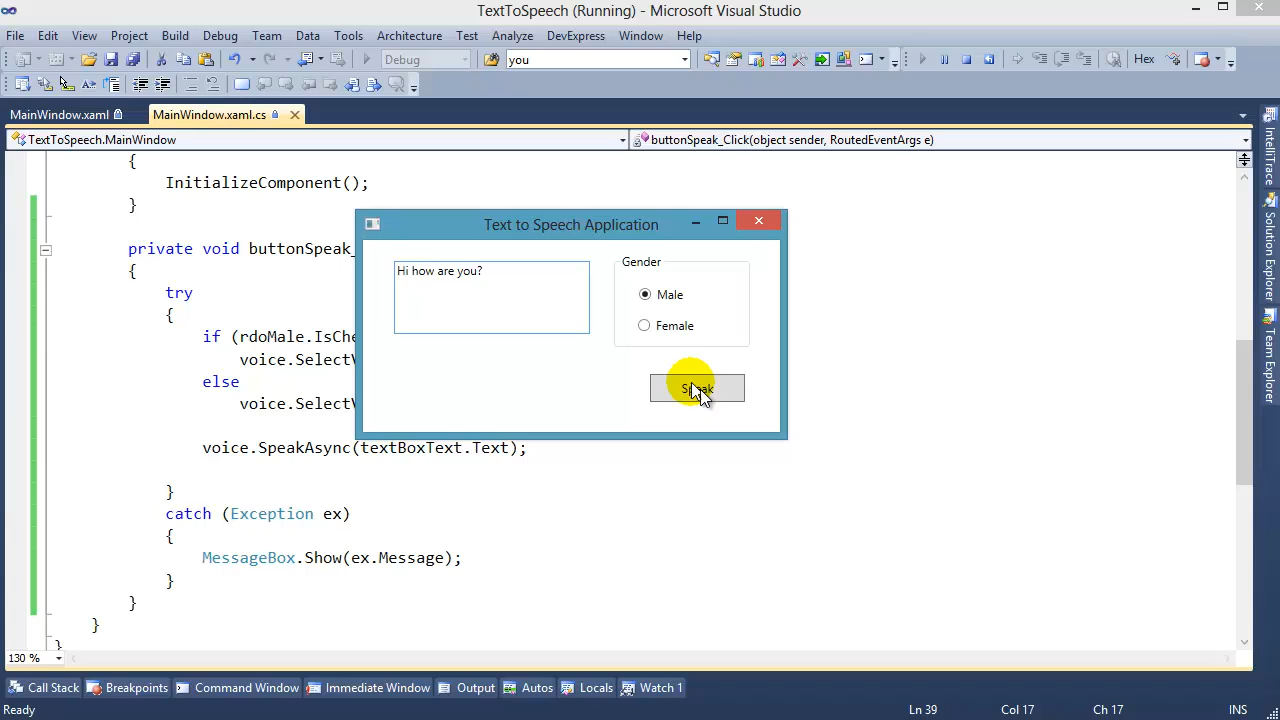 TextToSpeech (Running) - Microsoft Visual Studio
File Edit View Project Build Debug Team Data Tools Architecture Test Analyze DevExpress Window Help
Debug you Hex
MainWindow.xaml MainWindow.xaml.cs
TextToSpeech.MainWindow buttonSpeak_Click(object sender, RoutedEventArgs e)
{
InitializeComponent();
}
private void buttonSpeak_
{
try
{
if (rdoMale.IsChe
voice.SelectV
else
voice.SelectV
voice.SpeakAsync(textBoxText.Text);
}
catch (Exception ex)
{
MessageBox.Show(ex.Message);
}
}
}
}
Text to Speech Application
Hi how are you?
Gender
Male
Female
Speak
IntelliTrace
Solution Explorer
Team Explorer
130 %
Call Stack Breakpoints Command Window Immediate Window Output Autos Locals Watch 1
Ready Ln 39 Col 17 Ch 17 INS